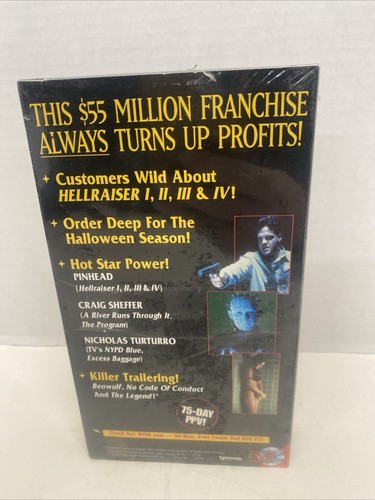 THIS $55 MILLION FRANCHISE
ALWAYS TURNS UP PROFITS!
+ Customers Wild About
HELLRAISER I, II, III & IV!
+ Order Deep For The
Halloween Season!
+ Hot Star Power!
PINHEAD
(Hellraiser I, II, III & IV)
CRAIG SHEFFER
(A River Runs Through It,
The Program)
NICHOLAS TURTURRO
(TV's NYPD Blue,
Excess Baggage)
+ Killer Trailering!
Beowulf, No Code Of Conduct
And The Legend!*
75-DAY
PPV!